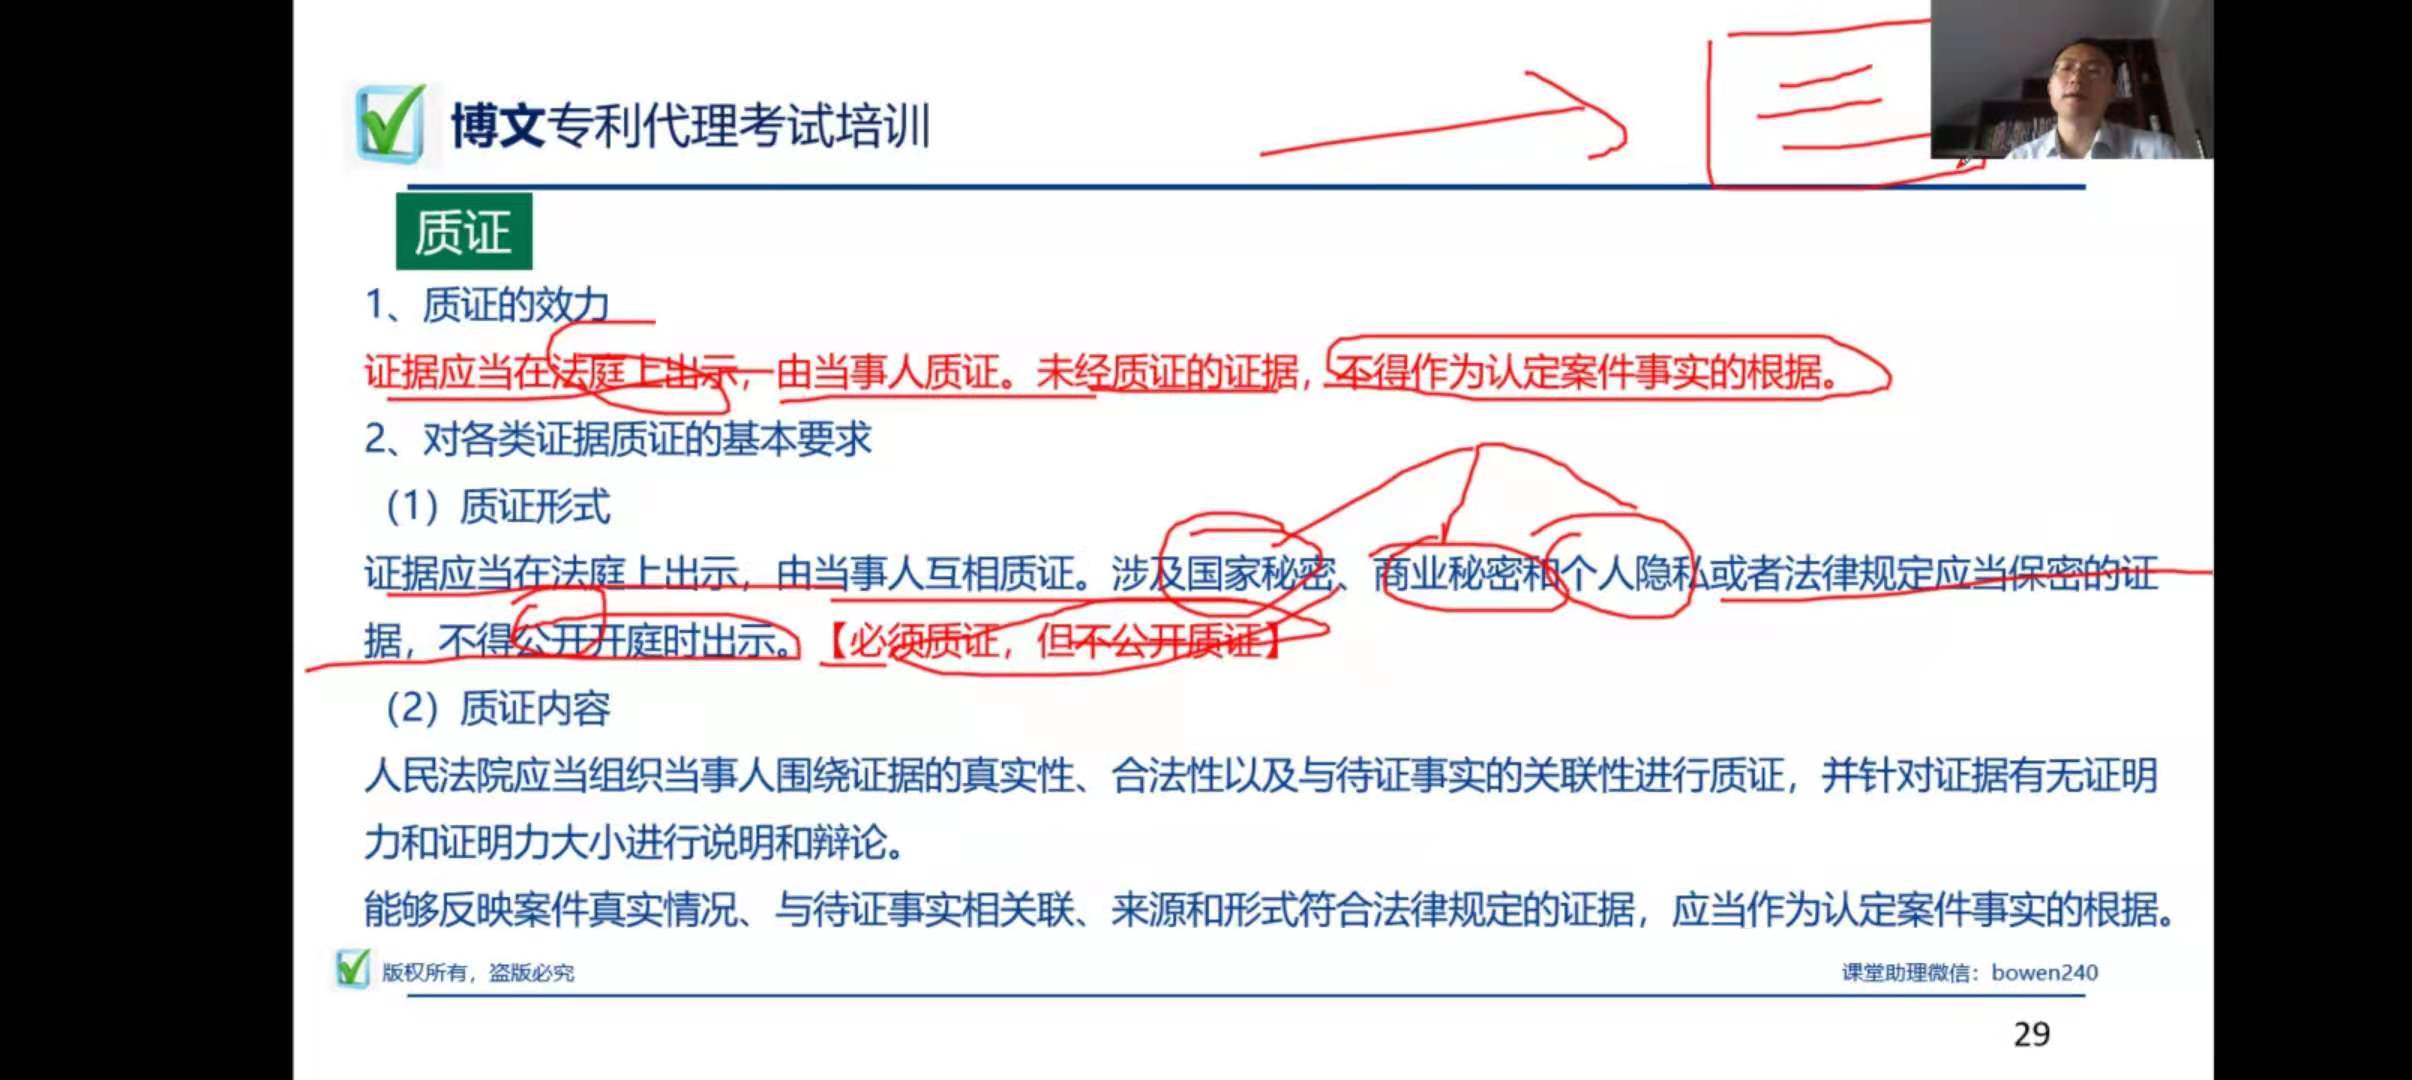 博文专利代理考试培训
质证
1、质证的效力
证据应当在法庭上出示，由当事人质证。未经质证的证据，不得作为认定案件事实的根据。
2、对各类证据质证的基本要求
（1）质证形式
证据应当在法庭上出示，由当事人互相质证。涉及国家秘密、商业秘密和个人隐私或者法律规定应当保密的证
据，不得公开开庭时出示。【必须质证，但不公开质证】
（2）质证内容
人民法院应当组织当事人围绕证据的真实性、合法性以及与待证事实的关联性进行质证，并针对证据有无证明
力和证明力大小进行说明和辩论。
能够反映案件真实情况、与待证事实相关联、来源和形式符合法律规定的证据，应当作为认定案件事实的根据。
版权所有，盗版必究
课堂助理微信：bowen240
29